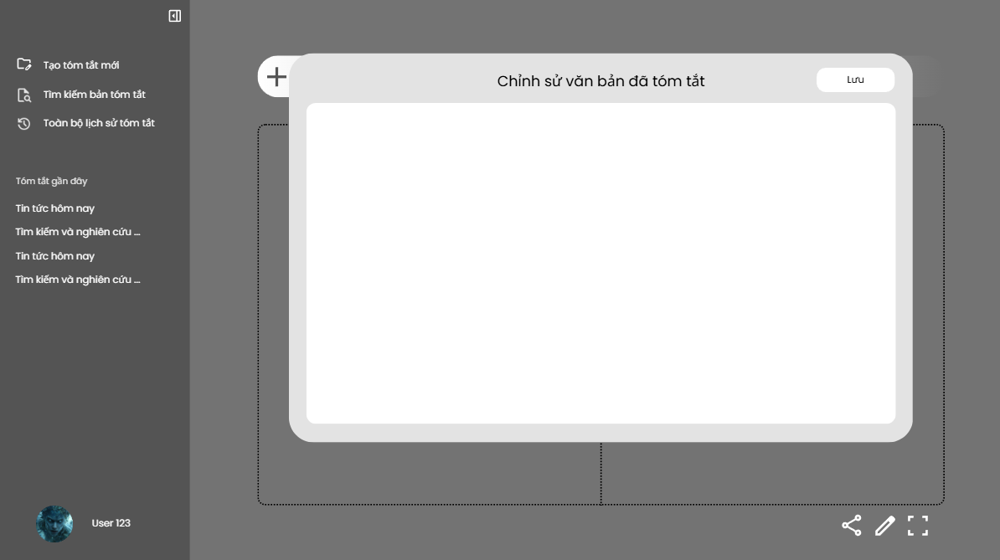 Tạo tóm tắt mới
Tìm kiếm bản tóm tắt
Toàn bộ lịch sử tóm tắt
Tóm tắt gần đây
Tin tức hôm nay
Tìm kiếm và nghiên cứu ...
Tin tức hôm nay
Tìm kiếm và nghiên cứu ...
User 123
Chỉnh sử văn bản đã tóm tắt
Lưu